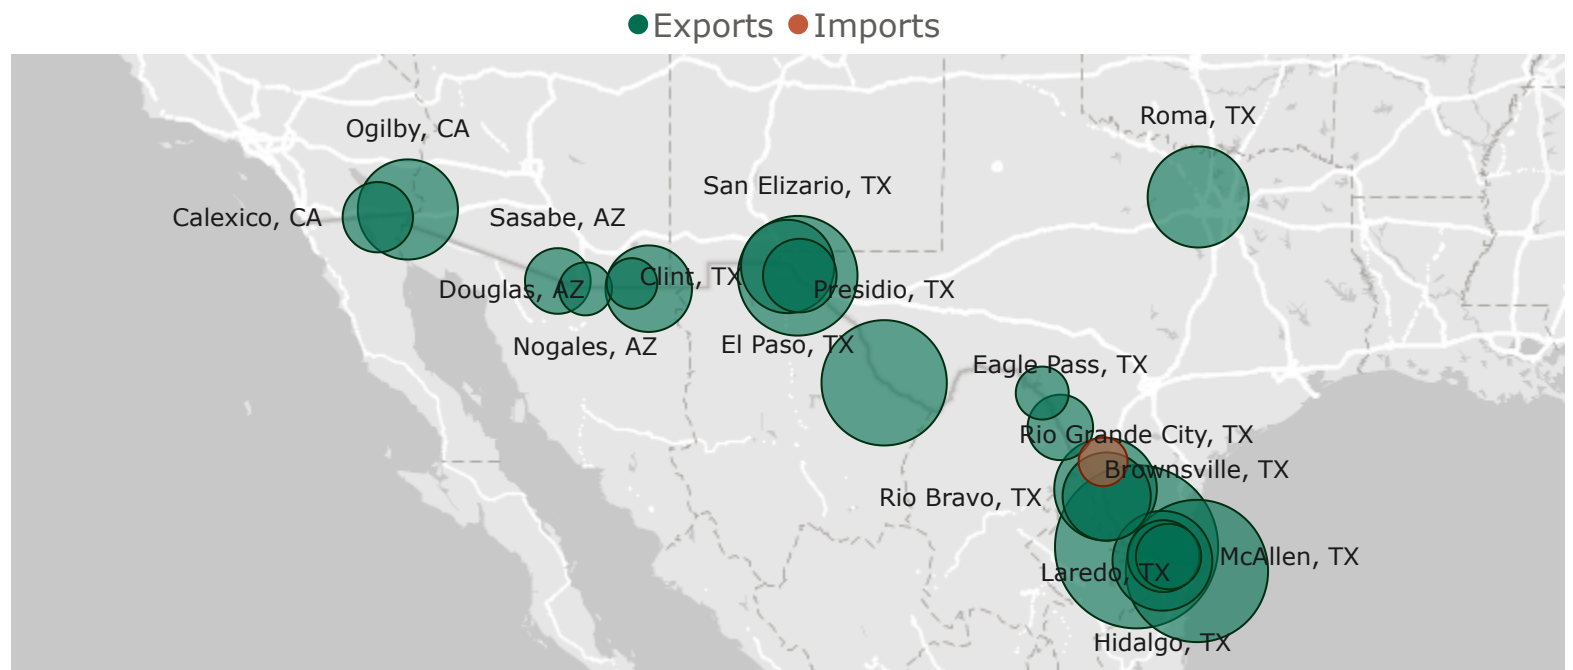 Exports Imports
Roma, TX
Ogilby, CA
San Elizario, TX
Calexico, CA
Sasabe, AZ
Clint, TX
Douglas, AZ
Presidio, TX
El Paso, TX
Nogales, AZ
Eagle Pass, TX
Rio Grande City, TX
Brownsville, TX
Rio Bravo, TX
McAllen, TX
Laredo, TX
Hidalgo, TX